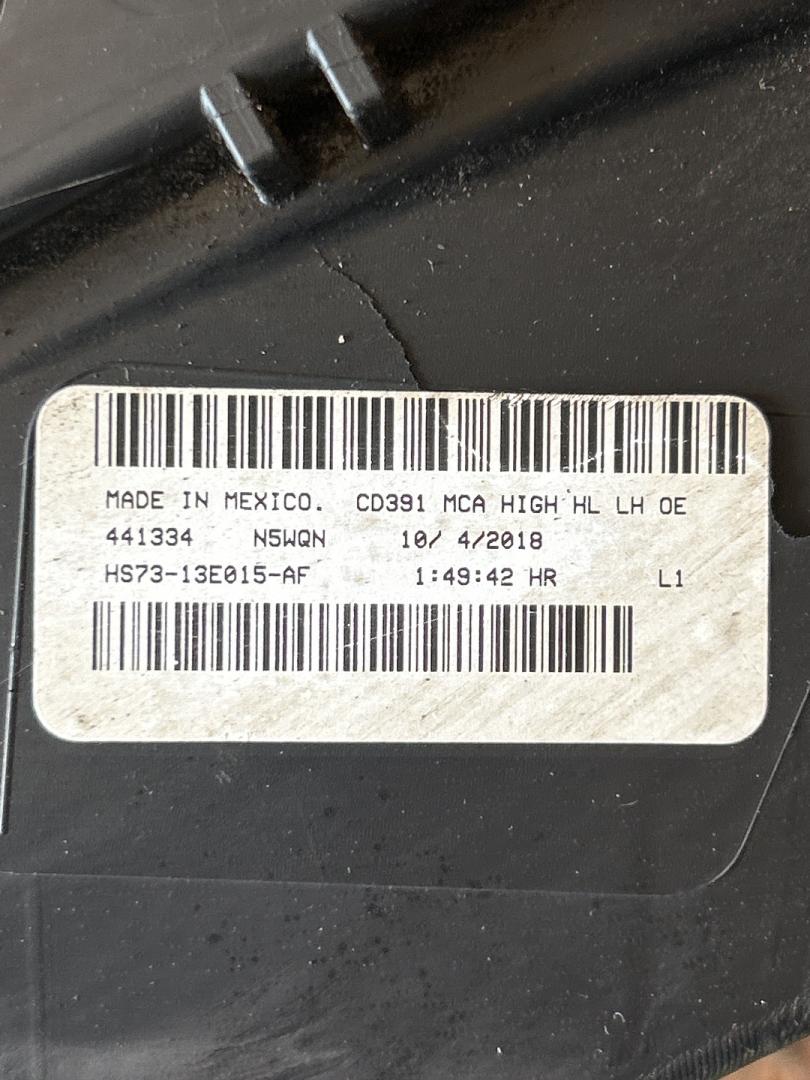 MADE IN MEXICO. CD391 MCA HIGH HL LH OE
441334 N5WQN 10/ 4/2018
HS73-13E015-AF 1:49:42 HR L1